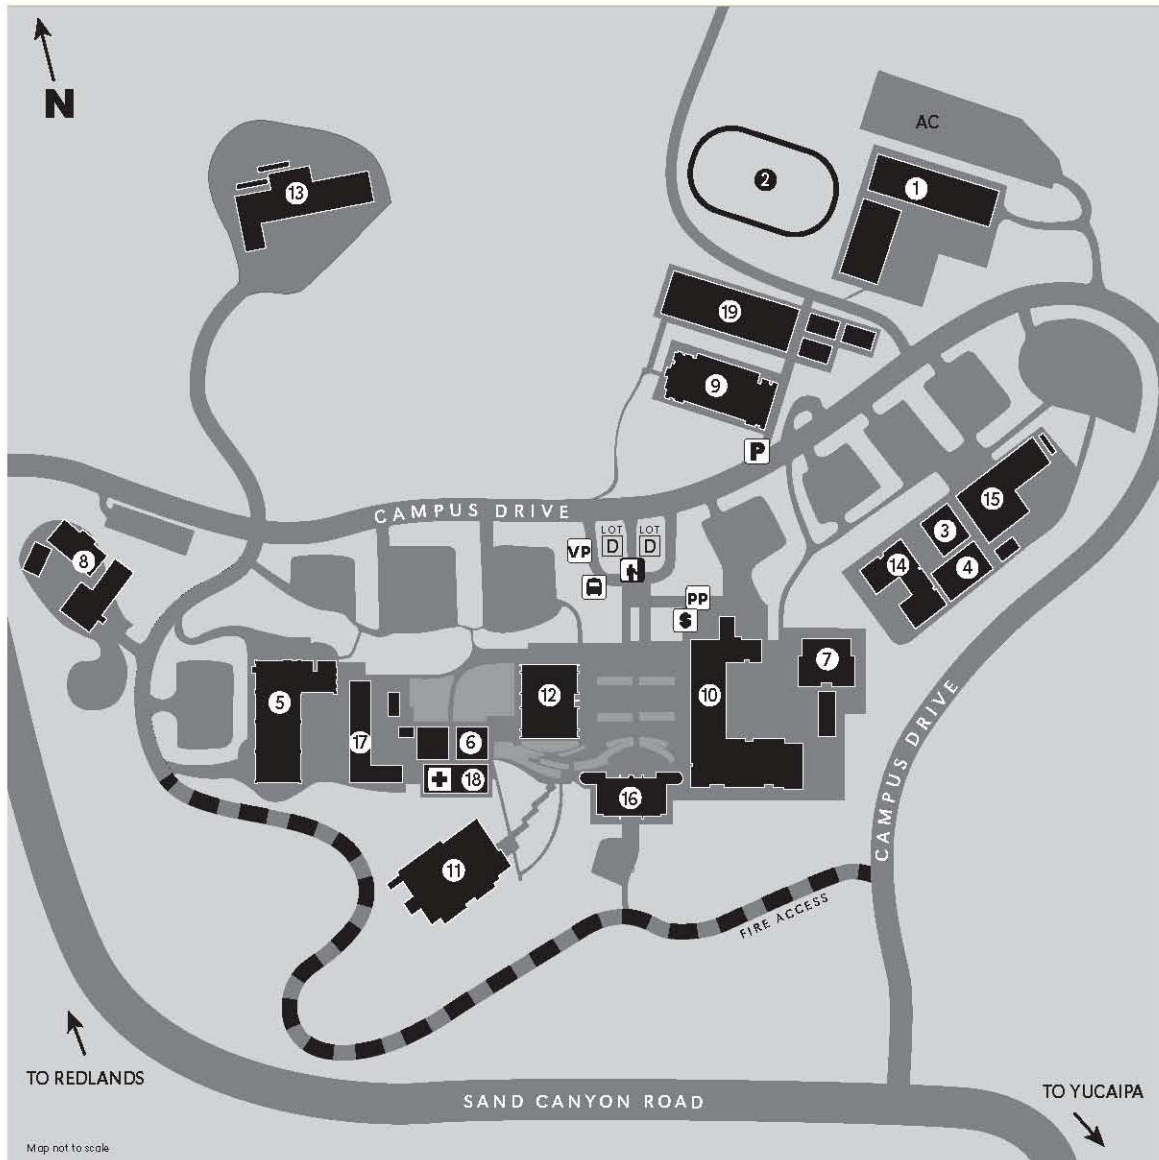 N
AC
1
2
13
19
9
P
CAMPUS DRIVE
LOT
D
LOT
D
VP
PP
$
15
3
4
14
8
7
5
12
10
17
6
18
16
11
CAMPUS DRIVE
FIRE ACCESS
TO REDLANDS
SAND CANYON ROAD
TO YUCAIPA
Map not to scale